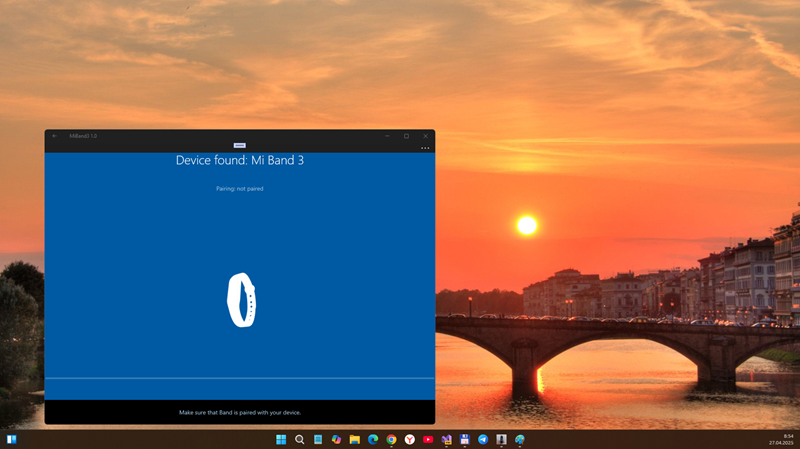 MiBand3 1.0
Device found: Mi Band 3
Pairing: not paired
Make sure that Band is paired with your device.
8:54
27.04.2025